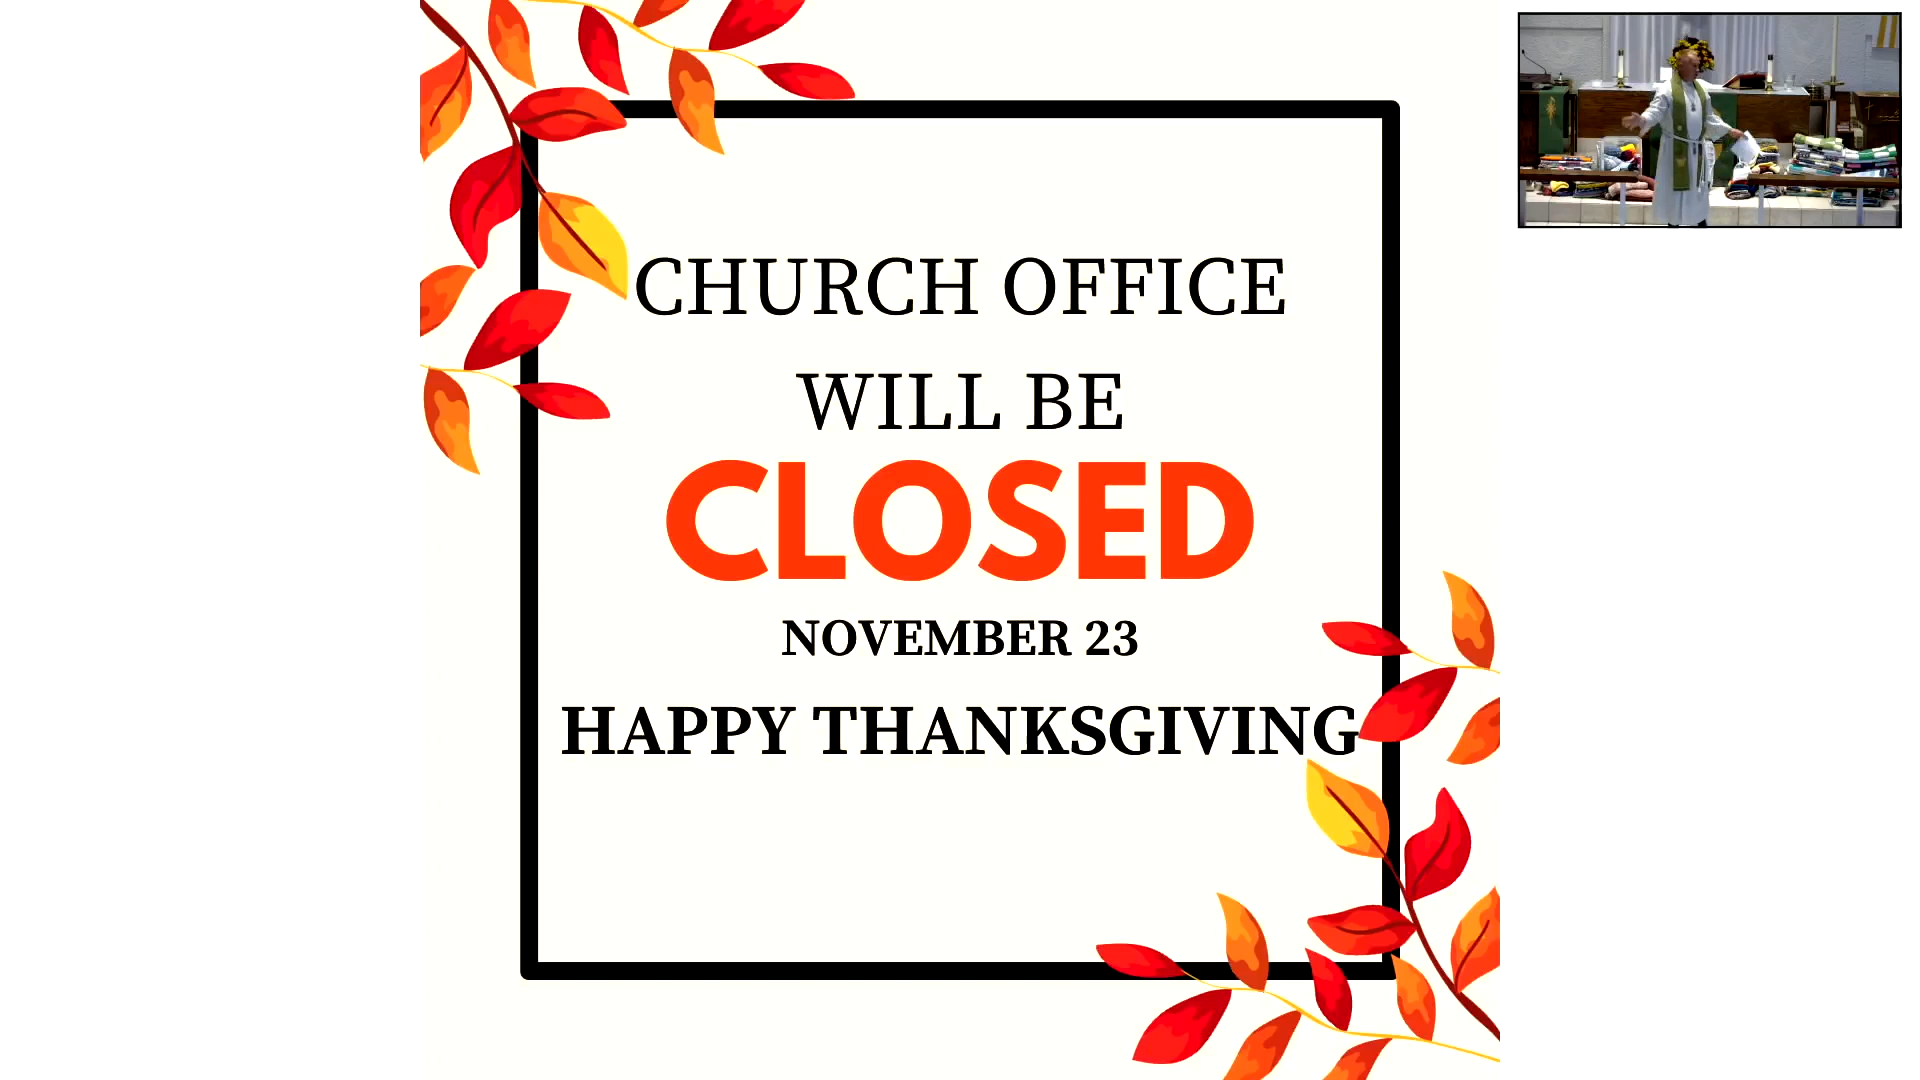 CHURCH OFFICE
WILL BE
CLOSED
NOVEMBER 23
HAPPY THANKSGIVING